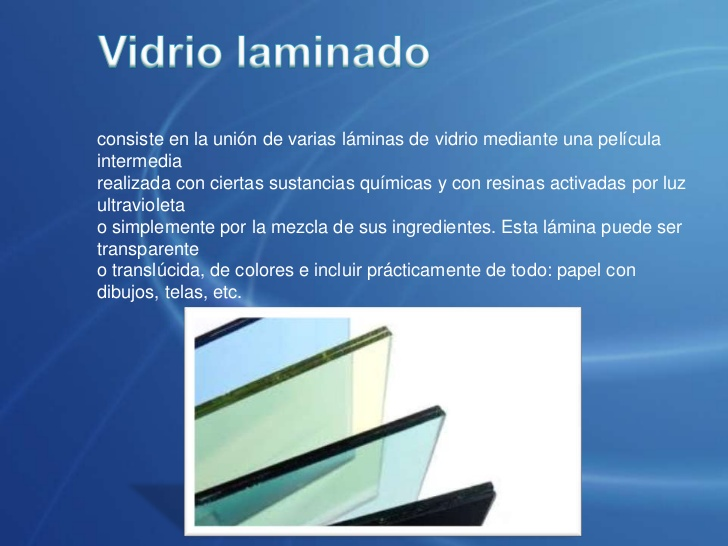 Vidrio laminado
consiste en la unión de varias láminas de vidrio mediante una película
intermedia
realizada con ciertas sustancias químicas y con resinas activadas por luz
ultravioleta
o simplemente por la mezcla de sus ingredientes. Esta lámina puede ser
transparente
o translúcida, de colores e incluir prácticamente de todo: papel con
dibujos, telas, etc.